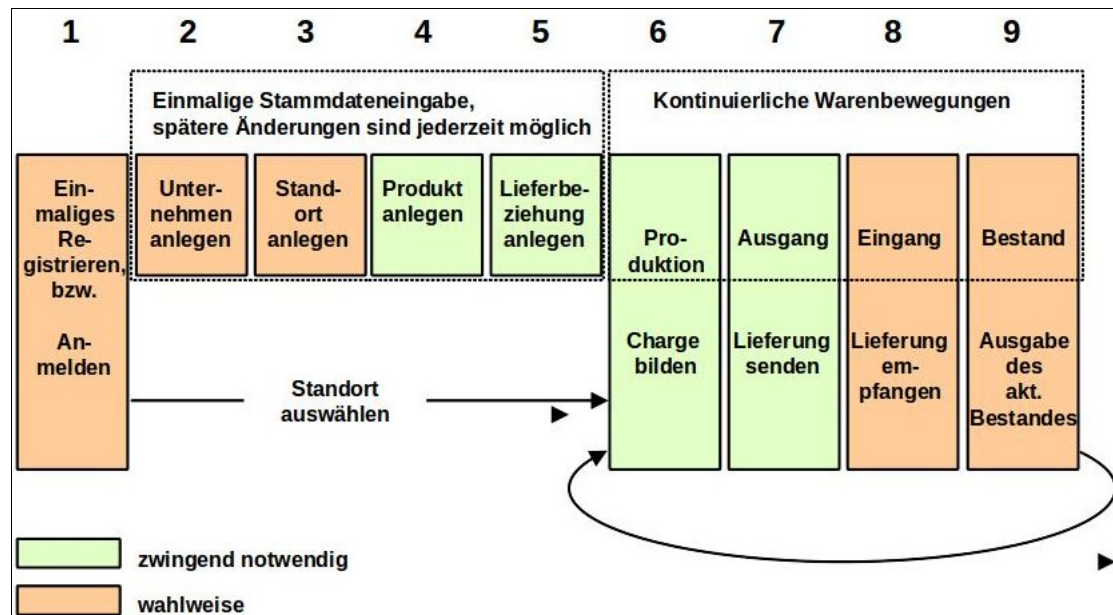 1 2 3 4 5 6 7 8 9
Einmalige Stammdateneingabe,
spätere Änderungen sind jederzeit möglich
Kontinuierliche Warenbewegungen
Ein-
maliges
Re-
gistrieren,
bzw.
An-
melden
Unter-
nehmen
anlegen
Stand-
ort
anlegen
Produkt
anlegen
Lieferbe-
ziehung
anlegen
Pro-
duktion
Charge
bilden
Ausgang
Lieferung
senden
Eingang
Lieferung
em-
pfangen
Bestand
Ausgabe
des
akt.
Bestandes
Standort
auswählen
zwingend notwendig
wahlweise